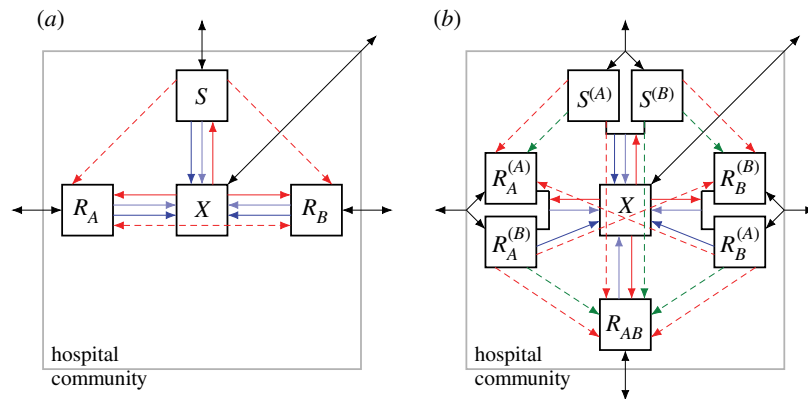 (a)
S
R_A
X
R_B
hospital
community
(b)
S^(A) S^(B)
R_A^(A) R_B^(B)
X
R_A^(B) R_B^(A)
R_AB
hospital
community